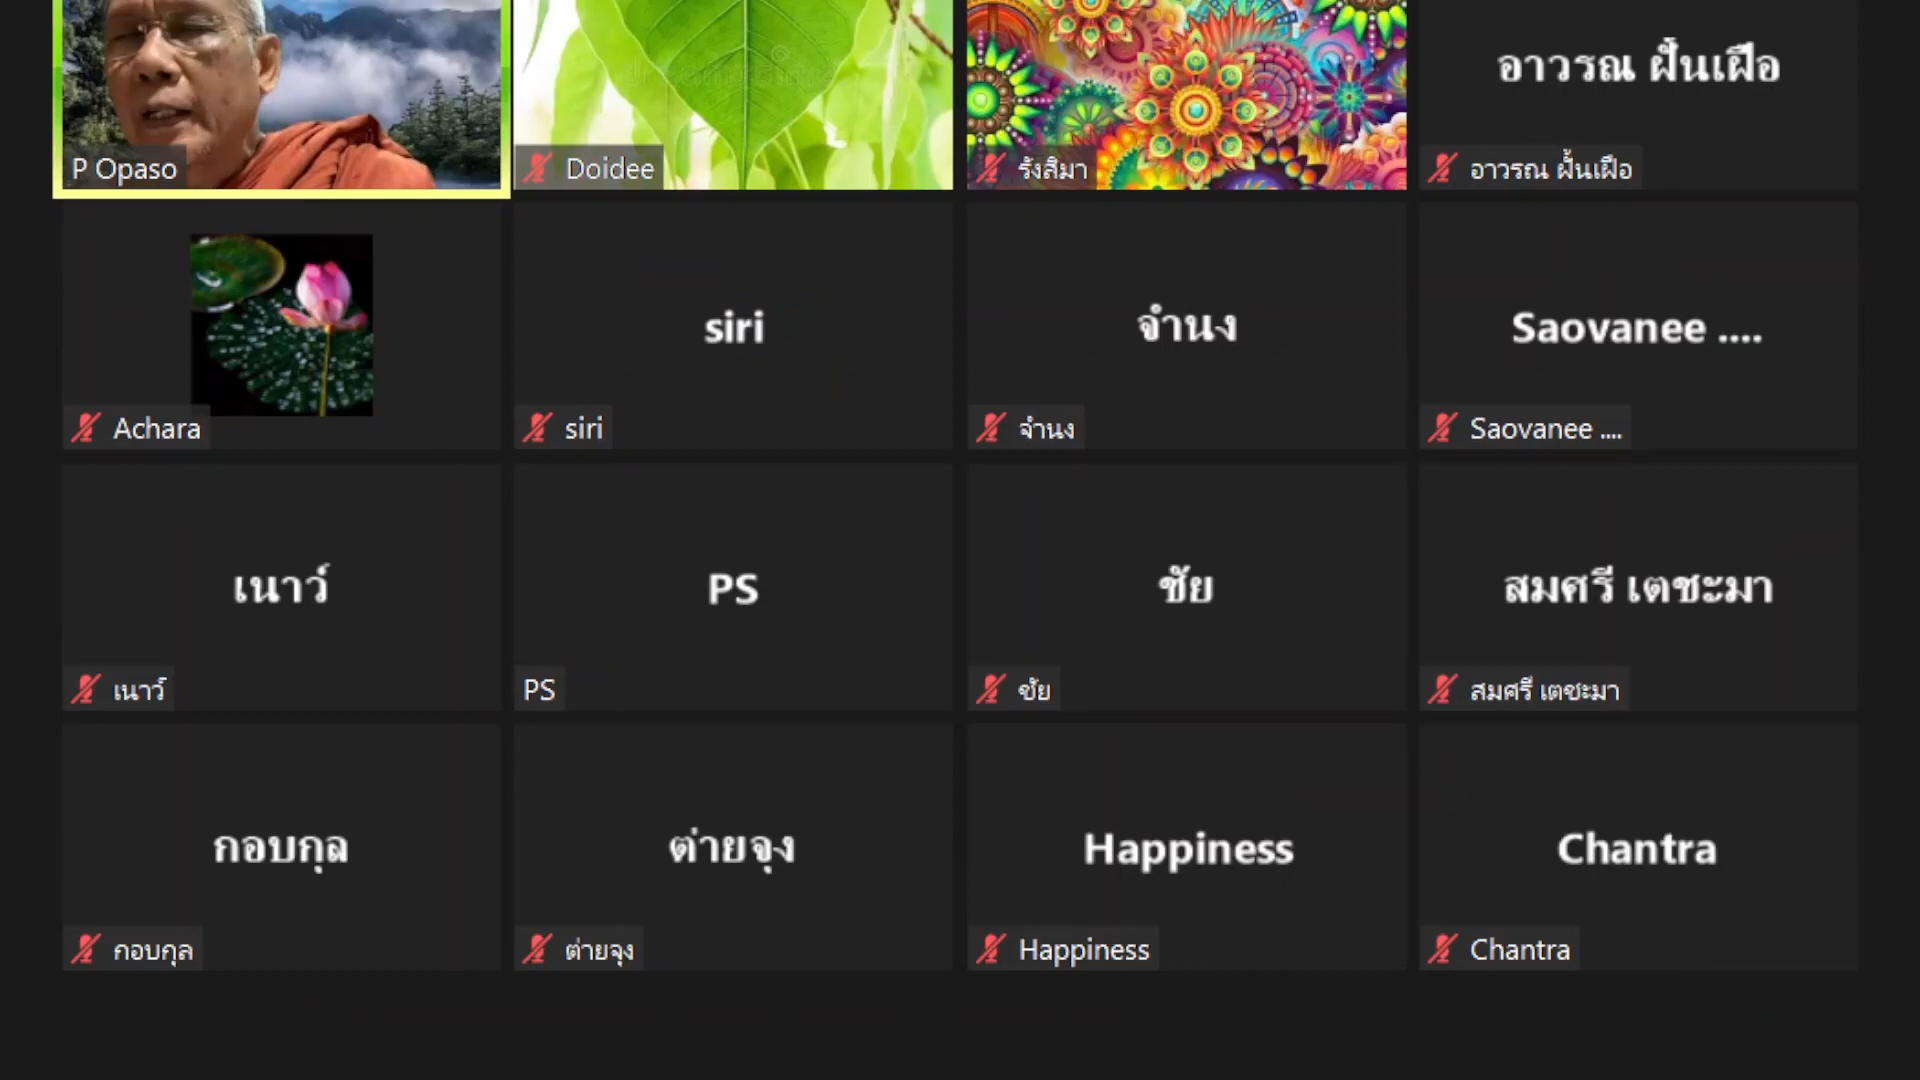 อาวรณ ฝั้นเฝือ
P Opaso
Doidee
รังสิมา
อาวรณ ฝั้นเฝือ
siri
จำนง
Saovanee ....
Achara
siri
จำนง
Saovanee ....
เนาว์
PS
ชัย
สมศรี เตชะมา
เนาว์
PS
ชัย
สมศรี เตชะมา
กอบกุล
ต่ายจุง
Happiness
Chantra
กอบกุล
ต่ายจุง
Happiness
Chantra